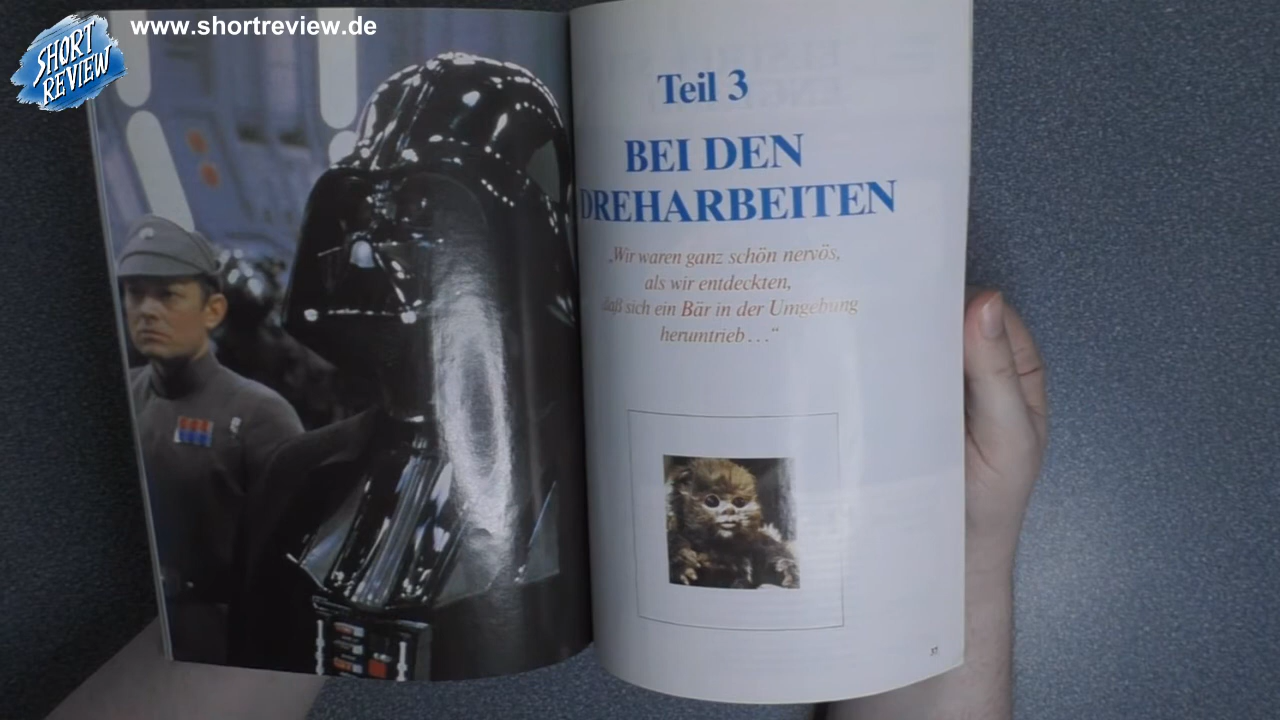 SHORT
REVIEW
www.shortreview.de
Teil 3
BEI DEN
DREHARBEITEN
„Wir waren ganz schön nervös,
als wir entdeckten,
daß sich ein Bär in der Umgebung
herumtrieb . . .“
37